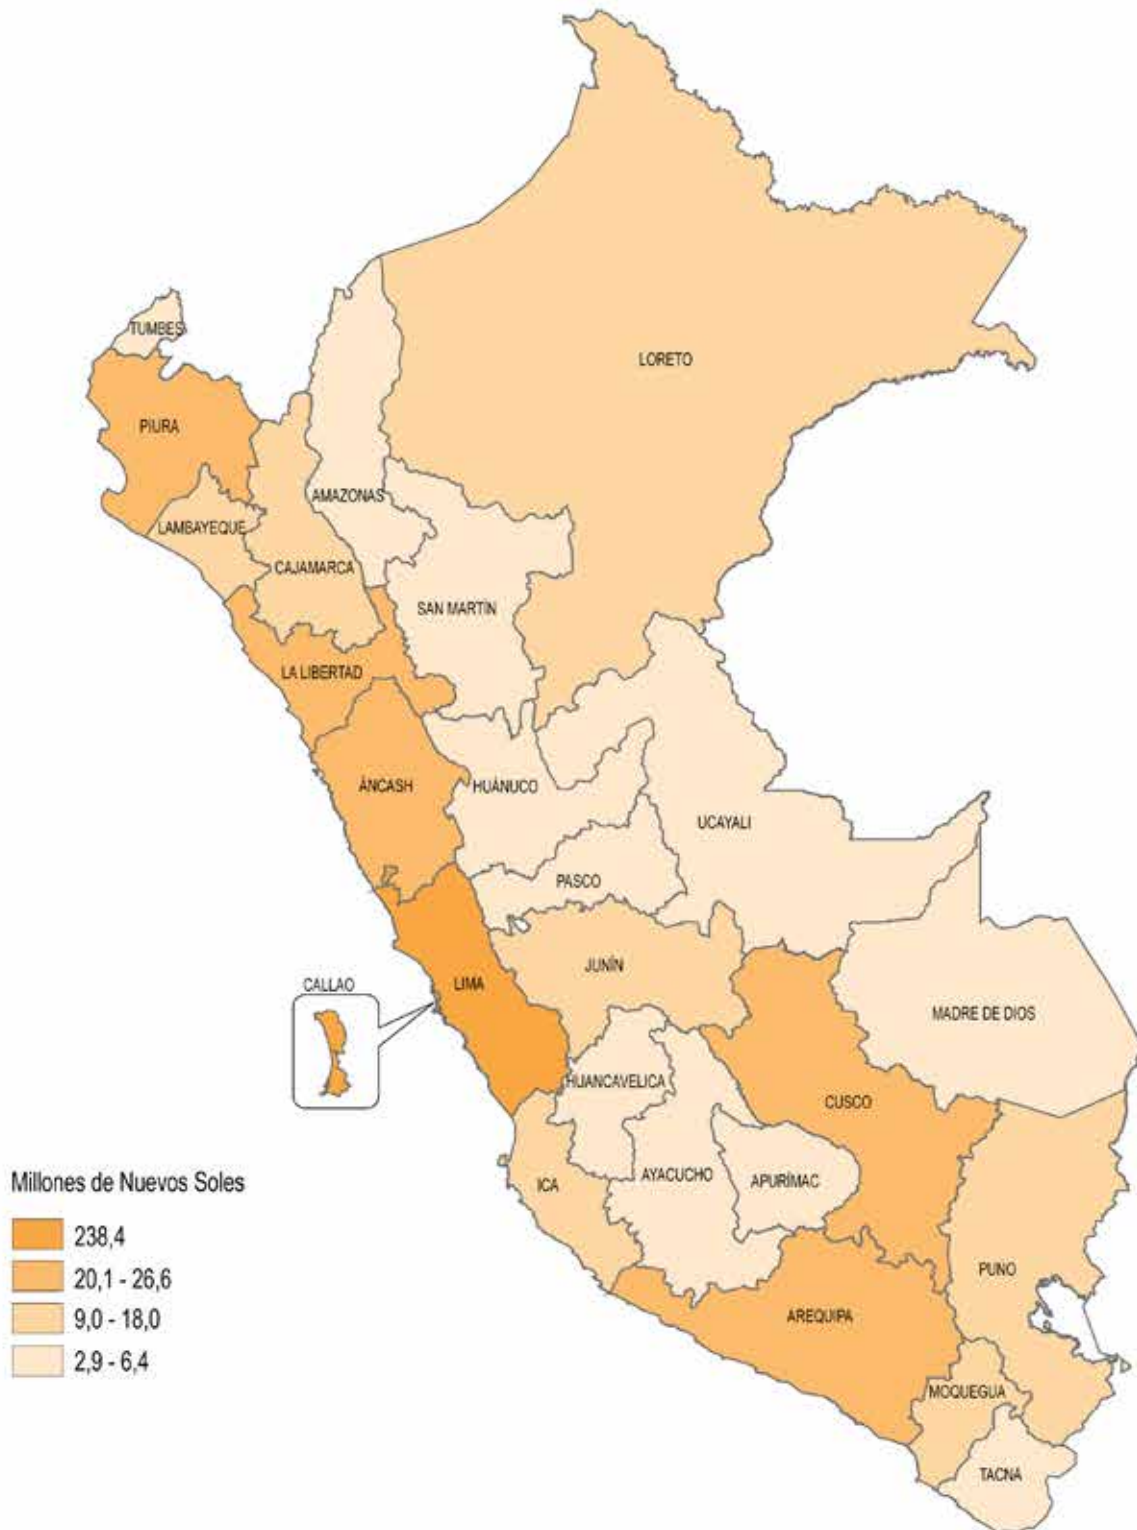 LORETO
TUMBES
PIURA
AMAZONAS
LAMBAYEQUE
CAJAMARCA
SAN MARTÍN
LA LIBERTAD
ÁNCASH
HUÁNUCO
UCAYALI
PASCO
JUNÍN
LIMA
CALLAO
MADRE DE DIOS
HUANCAVELICA
CUSCO
AYACUCHO
APURÍMAC
ICA
PUNO
AREQUIPA
MOQUEGUA
TACNA
Millones de Nuevos Soles
238,4
20,1 - 26,6
9,0 - 18,0
2,9 - 6,4